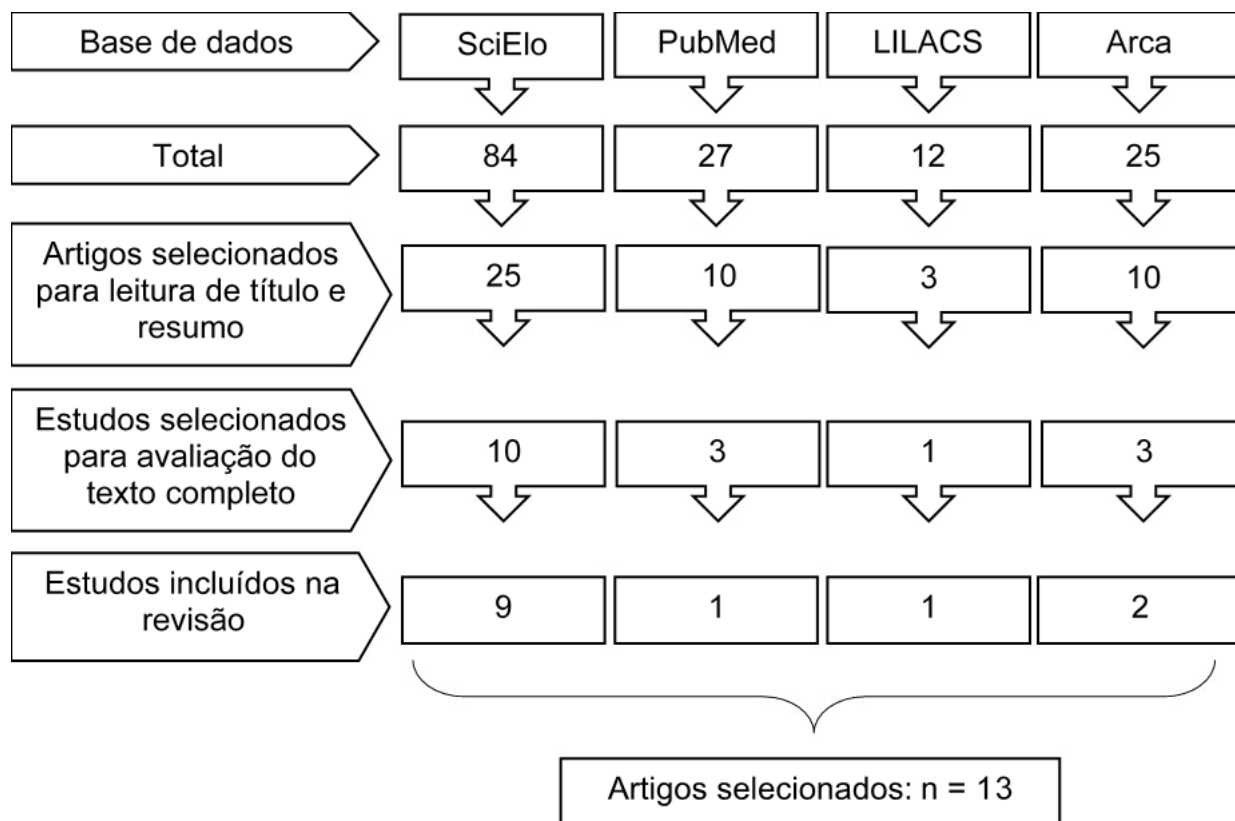 Base de dados
SciElo
PubMed
LILACS
Arca
Total
84
27
12
25
Artigos selecionados
para leitura de título e
resumo
25
10
3
10
Estudos selecionados
para avaliação do
texto completo
10
3
1
3
Estudos incluídos na
revisão
9
1
1
2
Artigos selecionados: n = 13